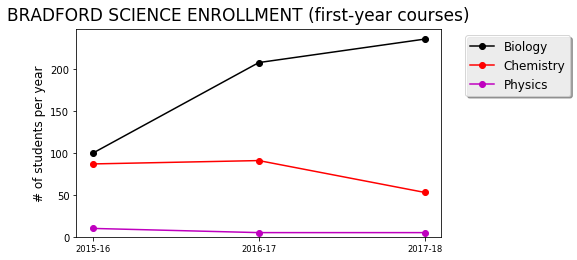 BRADFORD SCIENCE ENROLLMENT (first-year courses)
Biology
Chemistry
Physics
# of students per year
200
150
100
50
0
2015-16
2016-17
2017-18